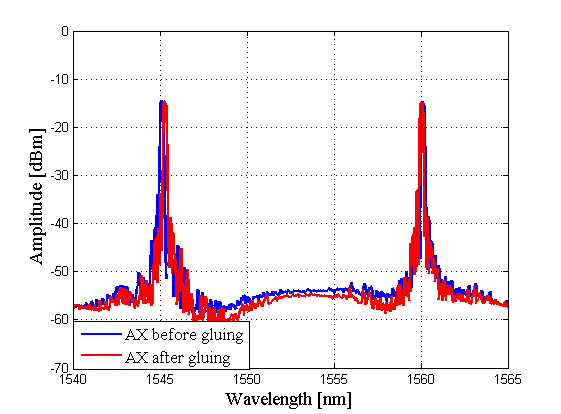 0
-10
-20
-30
-40
-50
-60
-70
Amplitude [dBm]
AX before gluing
AX after gluing
1540 1545 1550 1555 1560 1565
Wavelength [nm]